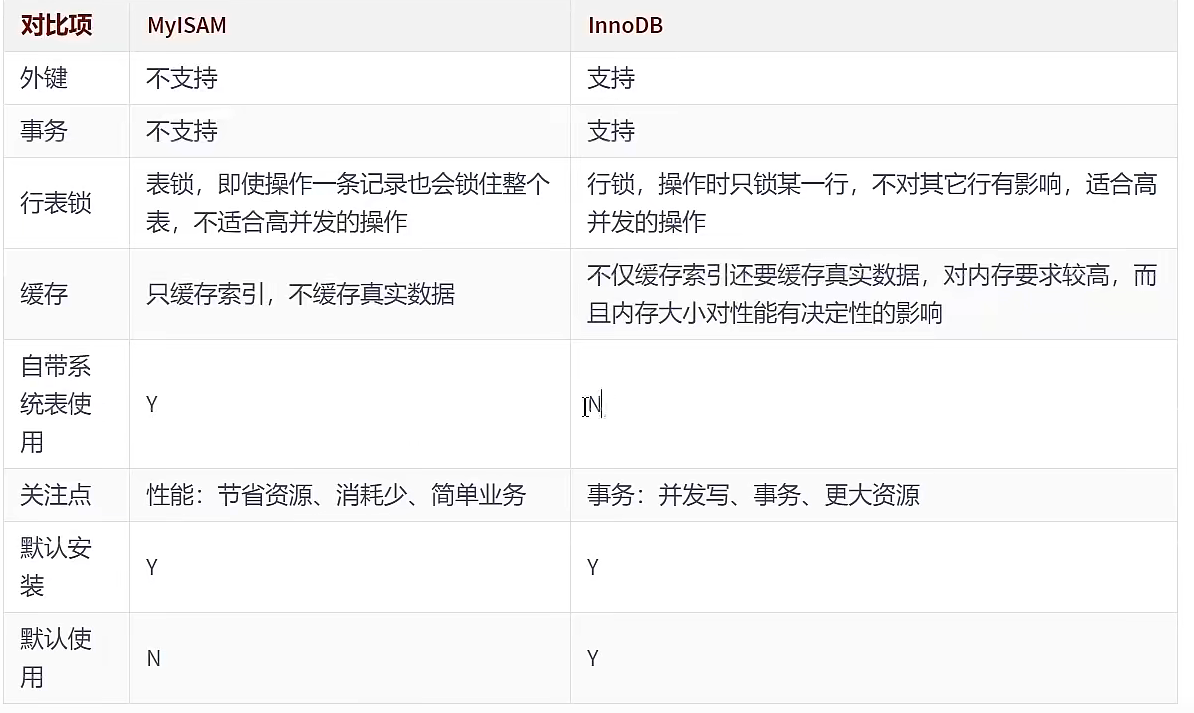 对比项 MyISAM InnoDB
外键 不支持 支持
事务 不支持 支持
行表锁
表锁，即使操作一条记录也会锁住整个
表，不适合高并发的操作
行锁，操作时只锁某一行，不对其它行有影响，适合高
并发的操作
缓存
只缓存索引，不缓存真实数据
不仅缓存索引还要缓存真实数据，对内存要求较高，而
且内存大小对性能有决定性的影响
自带系
统表使
用
Y
N
关注点 性能：节省资源、消耗少、简单业务 事务：并发写、事务、更大资源
默认安
装
Y
Y
默认使
用
N
Y